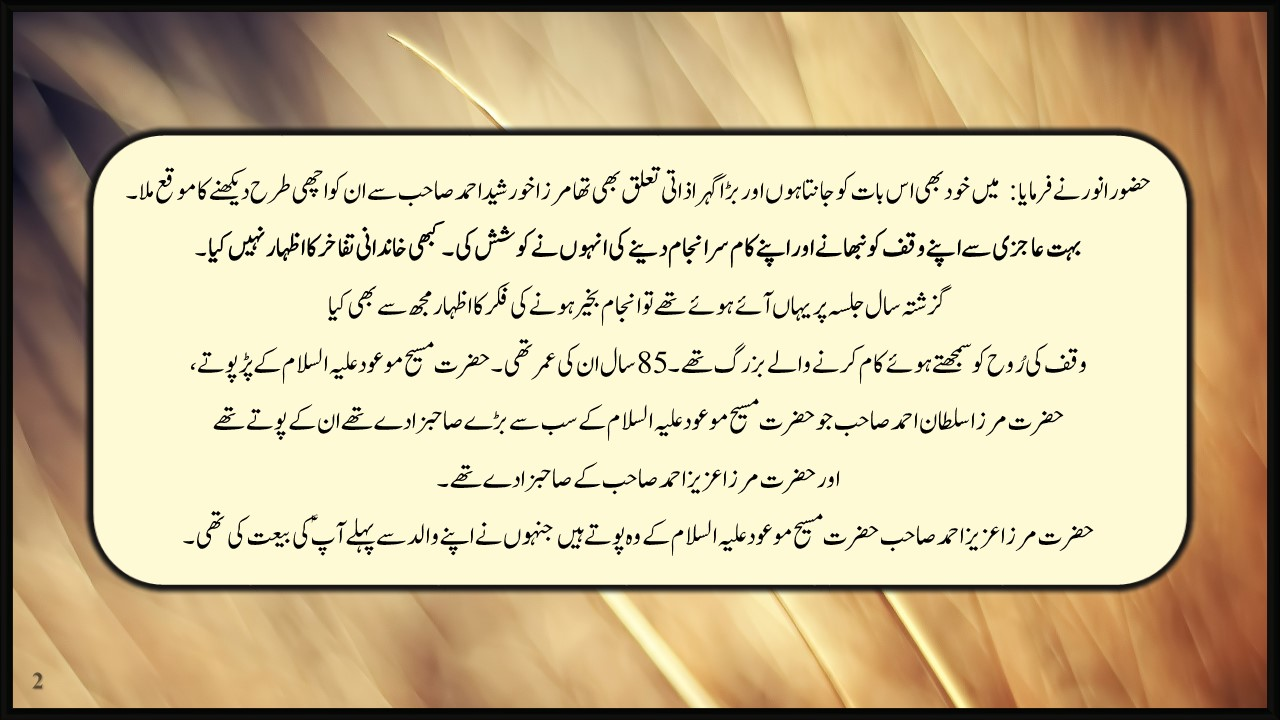 حضور انور نے فرمایا: میں خود بھی اس بات کو جانتا ہوں اور بڑا گہرا ذاتی تعلق بھی تھا مرزا خورشید احمد صاحب سے ان کو اچھی طرح دیکھنے کا موقع ملا۔
بہت عاجزی سے اپنے وقف کو نبھانے اور اپنے کام سر انجام دینے کی انہوں نے کوشش کی۔ کبھی خاندانی تفاخر کا اظہار نہیں کیا۔
گزشتہ سال جلسہ پر یہاں آئے ہوئے تھے تو انجام بخیر ہونے کی فکر کا اظہار مجھ سے بھی کیا
وقف کی رُوح کو سمجھتے ہوئے کام کرنے والے بزرگ تھے۔85 سال ان کی عمر تھی۔ حضرت مسیح موعود علیہ السلام کے پڑپوتے،
حضرت مرزا سلطان احمد صاحب جو حضرت مسیح موعود علیہ السلام کے سب سے بڑے صاحبزادے تھے ان کے پوتے تھے
اور حضرت مرزا عزیز احمد صاحب کے صاحبزادے تھے۔
حضرت مرزا عزیز احمد صاحب حضرت مسیح موعود علیہ السلام کے وہ پوتے ہیں جنہوں نے اپنے والد سے پہلے آپؑ کی بیعت کی تھی۔
2